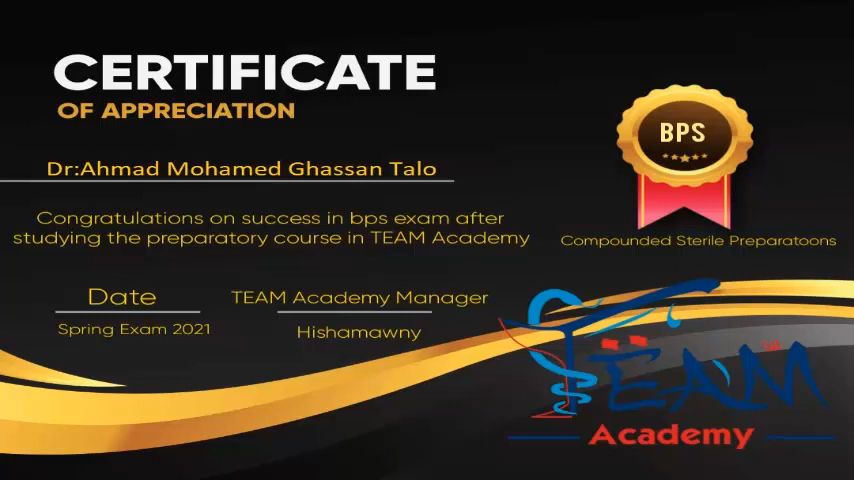 CERTIFICATE
OF APPRECIATION
Dr:Ahmad Mohamed Ghassan Talo
Congratulations on success in bps exam after
studying the preparatory course in TEAM Academy
BPS
Compounded Sterile Preparatoons
Date
Spring Exam 2021
TEAM Academy Manager
Hishamawny
TEAM
Academy